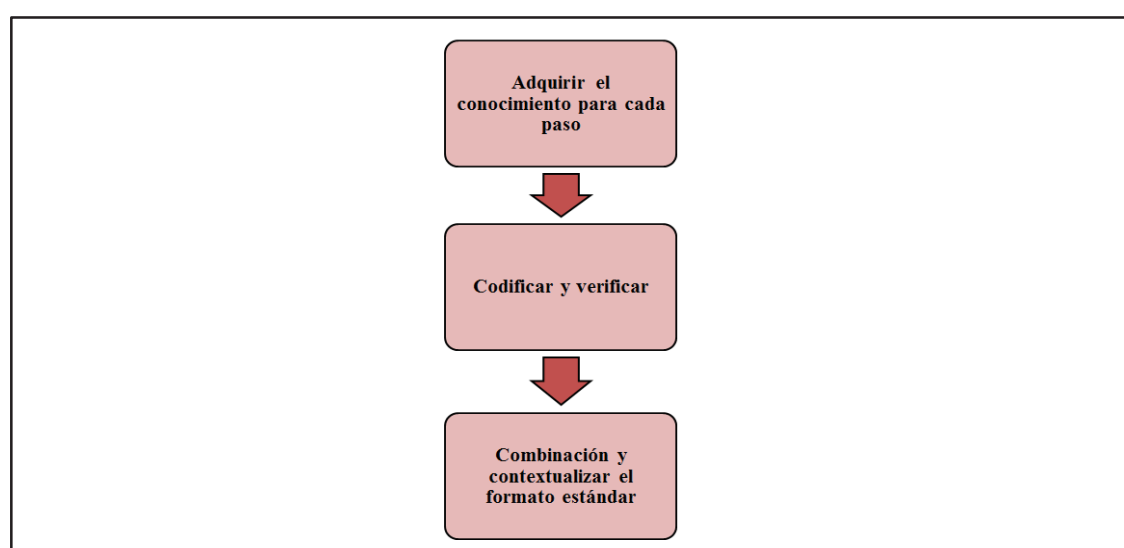 Adquirir el
conocimiento para cada
paso
Codificar y verificar
Combinación y
contextualizar el
formato estándar